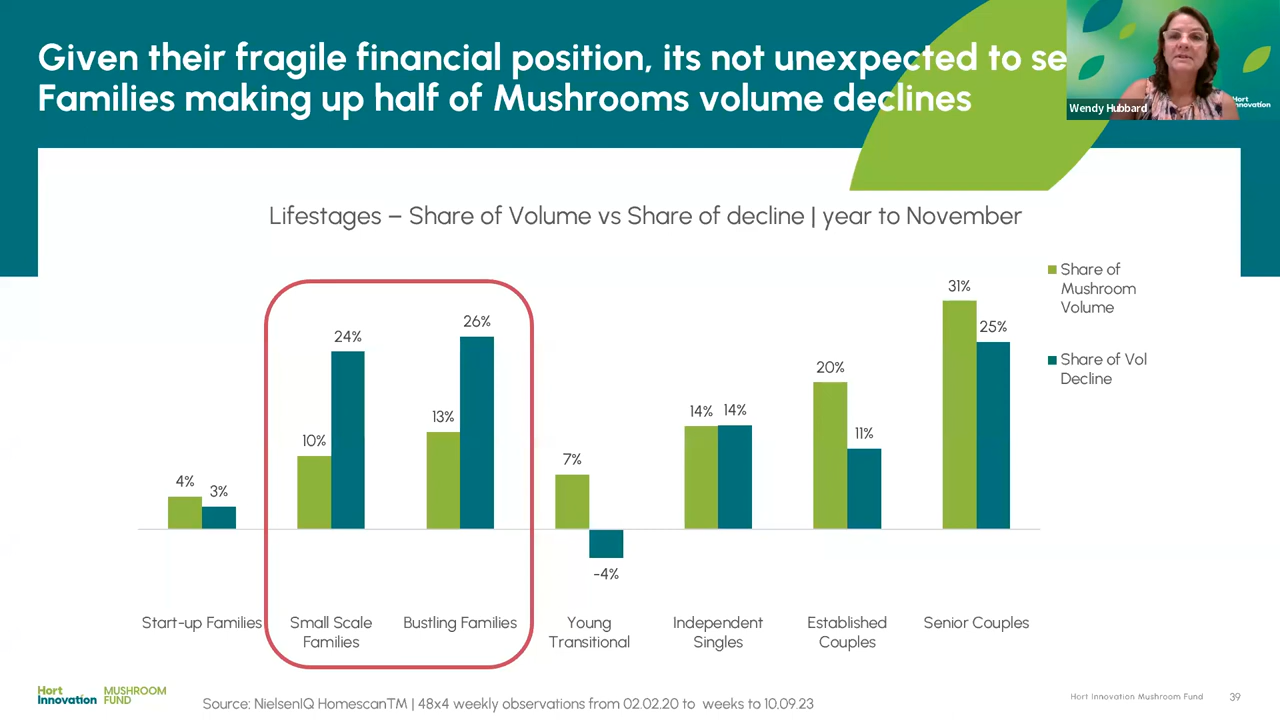 Given their fragile financial position, its not unexpected to se
Families making up half of Mushrooms volume declines
Wendy Hubbard
Hort
Innovation
Lifestages – Share of Volume vs Share of decline | year to November
Share of
Mushroom
Volume
Share of Vol
Decline
4%
3%
10%
24%
13%
26%
7%
-4%
14%
14%
20%
11%
31%
25%
Start-up Families
Small Scale
Families
Bustling Families
Young
Transitional
Independent
Singles
Established
Couples
Senior Couples
Hort
Innovation
MUSHROOM
FUND
Source: NielsenIQ HomescanTM | 48x4 weekly observations from 02.02.20 to weeks to 10.09.23
Hort Innovation Mushroom Fund
39